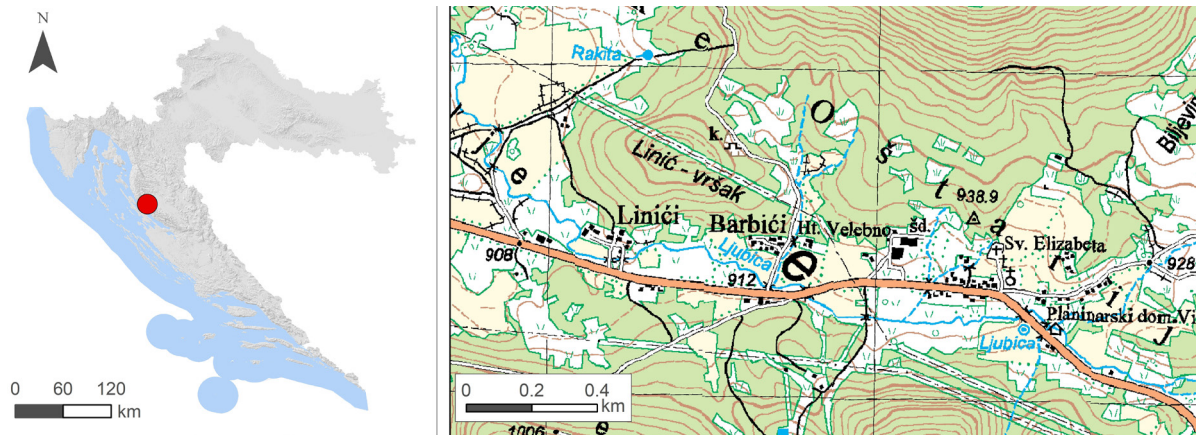 N
0 60 120
km
Rakita
k.
Linić - vršak
Linići
Barbići
Ht. Velebno
šd.
Ljubica
908
912
938.9
Sv. Elizabeta
928
Planinarski dom Vi
Ljubica
O š t a r i j
e
e
l j e
e
0 0.2 0.4
km
1006